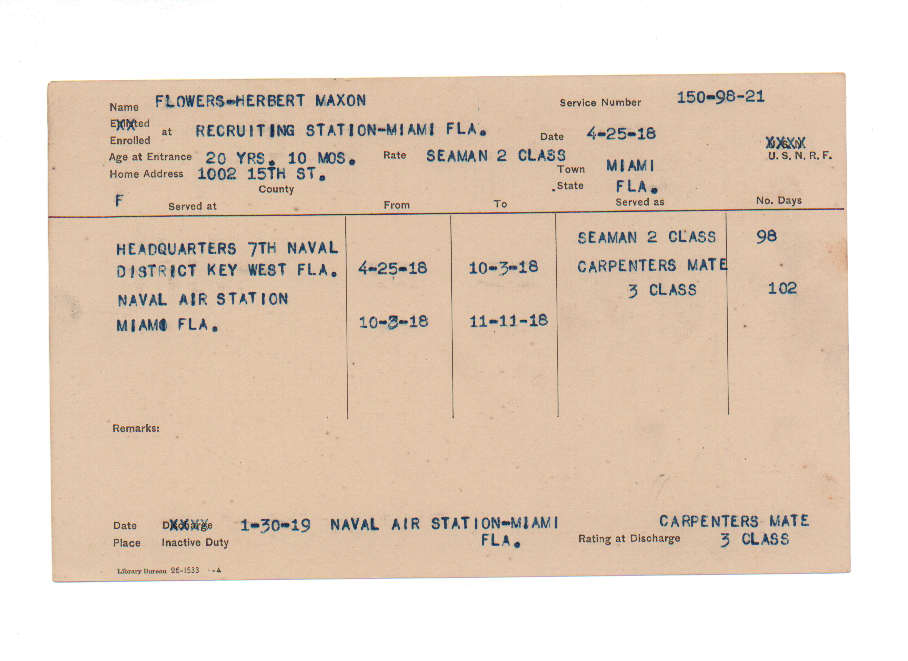 Name FLOWERS-HERBERT MAXON Service Number 150-98-21
Enlisted
Enrolled at RECRUITING STATION-MIAMI FLA. Date 4-25-18 U.S.N.
Age at Entrance 20 YRS. 10 MOS. Rate SEAMAN 2 CLASS U. S. N. R. F.
Home Address 1002 15TH ST. Town MIAMI
County State FLA.
F Served at From To Served as No. Days
SEAMAN 2 CLASS 98
HEADQUARTERS 7TH NAVAL
DISTRICT KEY WEST FLA. 4-25-18 10-3-18 CARPENTERS MATE
3 CLASS 102
NAVAL AIR STATION
MIAMI FLA. 10-3-18 11-11-18
Remarks:
Date Discharge 1-30-19 NAVAL AIR STATION-MIAMI CARPENTERS MATE
Place Inactive Duty FLA. Rating at Discharge 3 CLASS
Library Bureau 26-1533